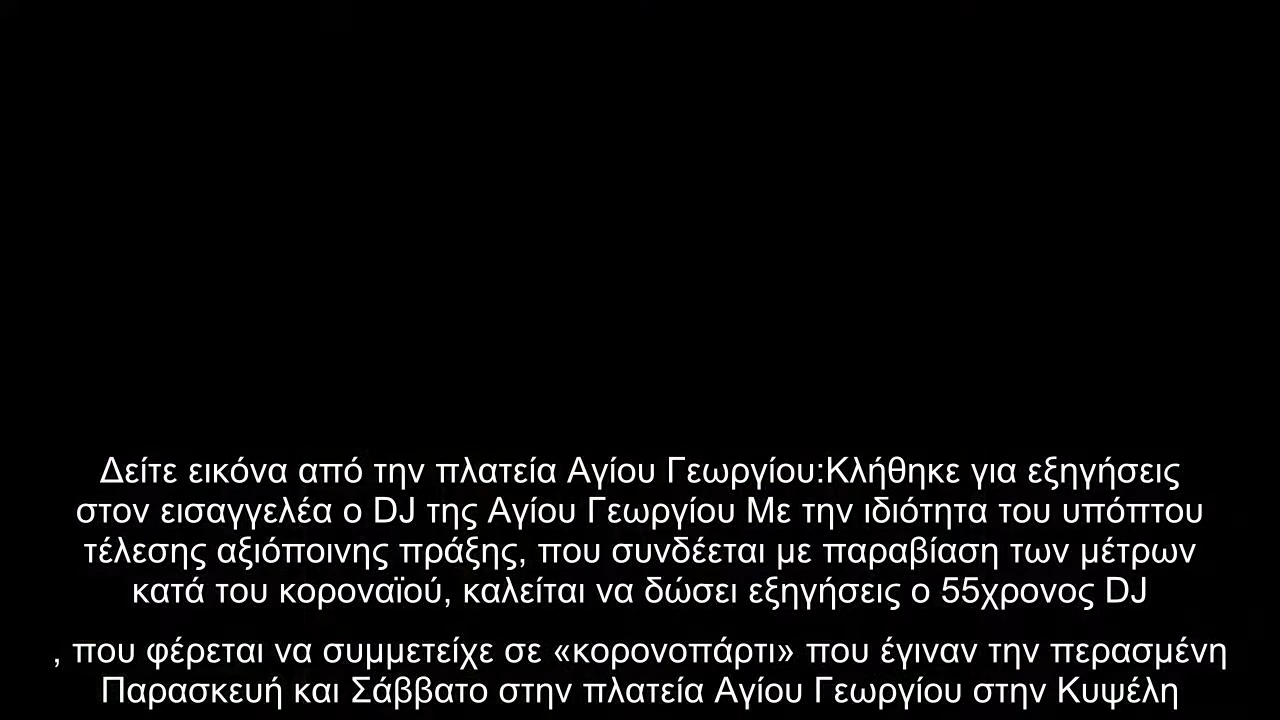 Δείτε εικόνα από την πλατεία Αγίου Γεωργίου:Κλήθηκε για εξηγήσεις
στον εισαγγελέα ο DJ της Αγίου Γεωργίου Με την ιδιότητα του υπόπτου
τέλεσης αξιόποινης πράξης, που συνδέεται με παραβίαση των μέτρων
κατά του κοροναϊού, καλείται να δώσει εξηγήσεις ο 55χρονος DJ
, που φέρεται να συμμετείχε σε «κορονοπάρτι» που έγιναν την περασμένη
Παρασκευή και Σάββατο στην πλατεία Αγίου Γεωργίου στην Κυψέλη